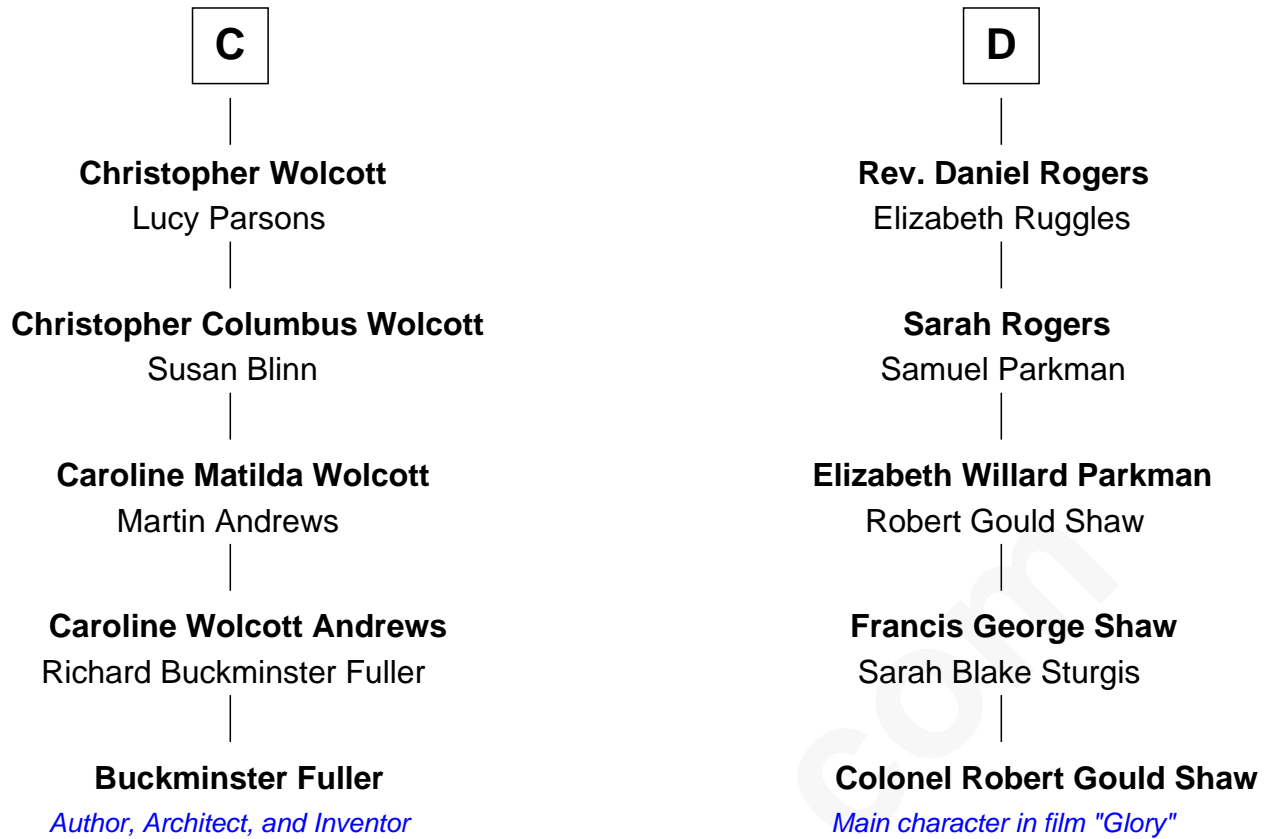 C
Christopher Wolcott
Lucy Parsons
Christopher Columbus Wolcott
Susan Blinn
Caroline Matilda Wolcott
Martin Andrews
Caroline Wolcott Andrews
Richard Buckminster Fuller
Buckminster Fuller
Author, Architect, and Inventor
D
Rev. Daniel Rogers
Elizabeth Ruggles
Sarah Rogers
Samuel Parkman
Elizabeth Willard Parkman
Robert Gould Shaw
Francis George Shaw
Sarah Blake Sturgis
Colonel Robert Gould Shaw
Main character in film "Glory"
com